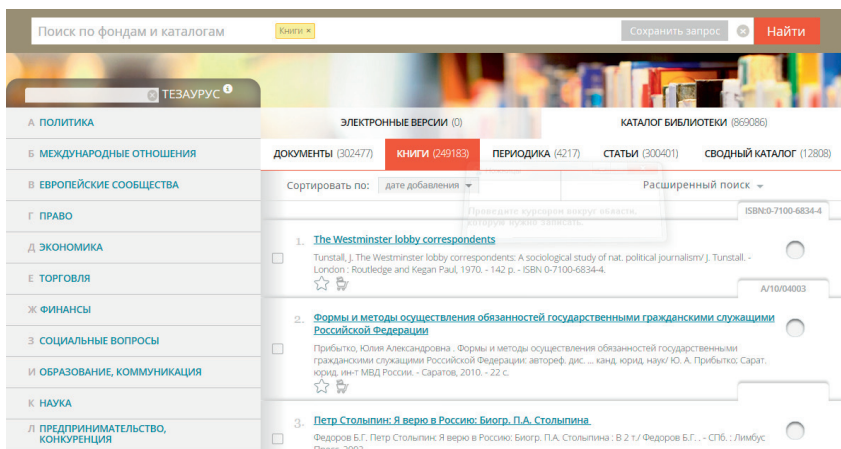 Поиск по фондам и каталогам
Книги ×
Сохранить запрос
Найти
ТЕЗАУРУС
А ПОЛИТИКА
Б МЕЖДУНАРОДНЫЕ ОТНОШЕНИЯ
В ЕВРОПЕЙСКИЕ СООБЩЕСТВА
Г ПРАВО
Д ЭКОНОМИКА
Е ТОРГОВЛЯ
Ж ФИНАНСЫ
З СОЦИАЛЬНЫЕ ВОПРОСЫ
И ОБРАЗОВАНИЕ, КОММУНИКАЦИЯ
К НАУКА
Л ПРЕДПРИНИМАТЕЛЬСТВО,
КОНКУРЕНЦИЯ
ЭЛЕКТРОННЫЕ ВЕРСИИ (0)
КАТАЛОГ БИБЛИОТЕКИ (869086)
ДОКУМЕНТЫ (302477)
КНИГИ (249183)
ПЕРИОДИКА (4217)
СТАТЬИ (300401)
СВОДНЫЙ КАТАЛОГ (12808)
Сортировать по: дате добавления
Расширенный поиск
Проведите курсором вокруг области,
которую нужно записать.
ISBN:0-7100-6834-4
1. The Westminster lobby correspondents
Tunstall, J. The Westminster lobby correspondents: A sociological study of nat. political journalism/ J. Tunstall. -
London : Routledge and Kegan Paul, 1970. - 142 p. - ISBN 0-7100-6834-4.
А/10/04003
2. Формы и методы осуществления обязанностей государственными гражданскими служащими
Российской Федерации
Прибытко, Юлия Александровна . Формы и методы осуществления обязанностей государственными
гражданскими служащими Российской Федерации: автореф. дис. ... канд. юрид. наук/ Ю. А. Прибытко; Сарат.
юрид. ин-т МВД России. - Саратов, 2010. - 22 с.
3. Петр Столыпин: Я верю в Россию: Биогр. П.А. Столыпина
Федоров Б.Г. Петр Столыпин: Я верю в Россию: Биогр. П.А. Столыпина : В 2 т./ Федоров Б.Г. . - СПб. : Лимбус
Пресс, 2002.